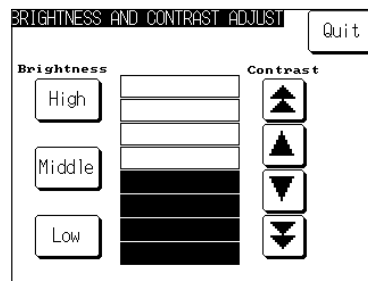 BRIGHTNESS AND CONTRAST ADJUST
Quit
Brightness
Contrast
High
Middle
Low